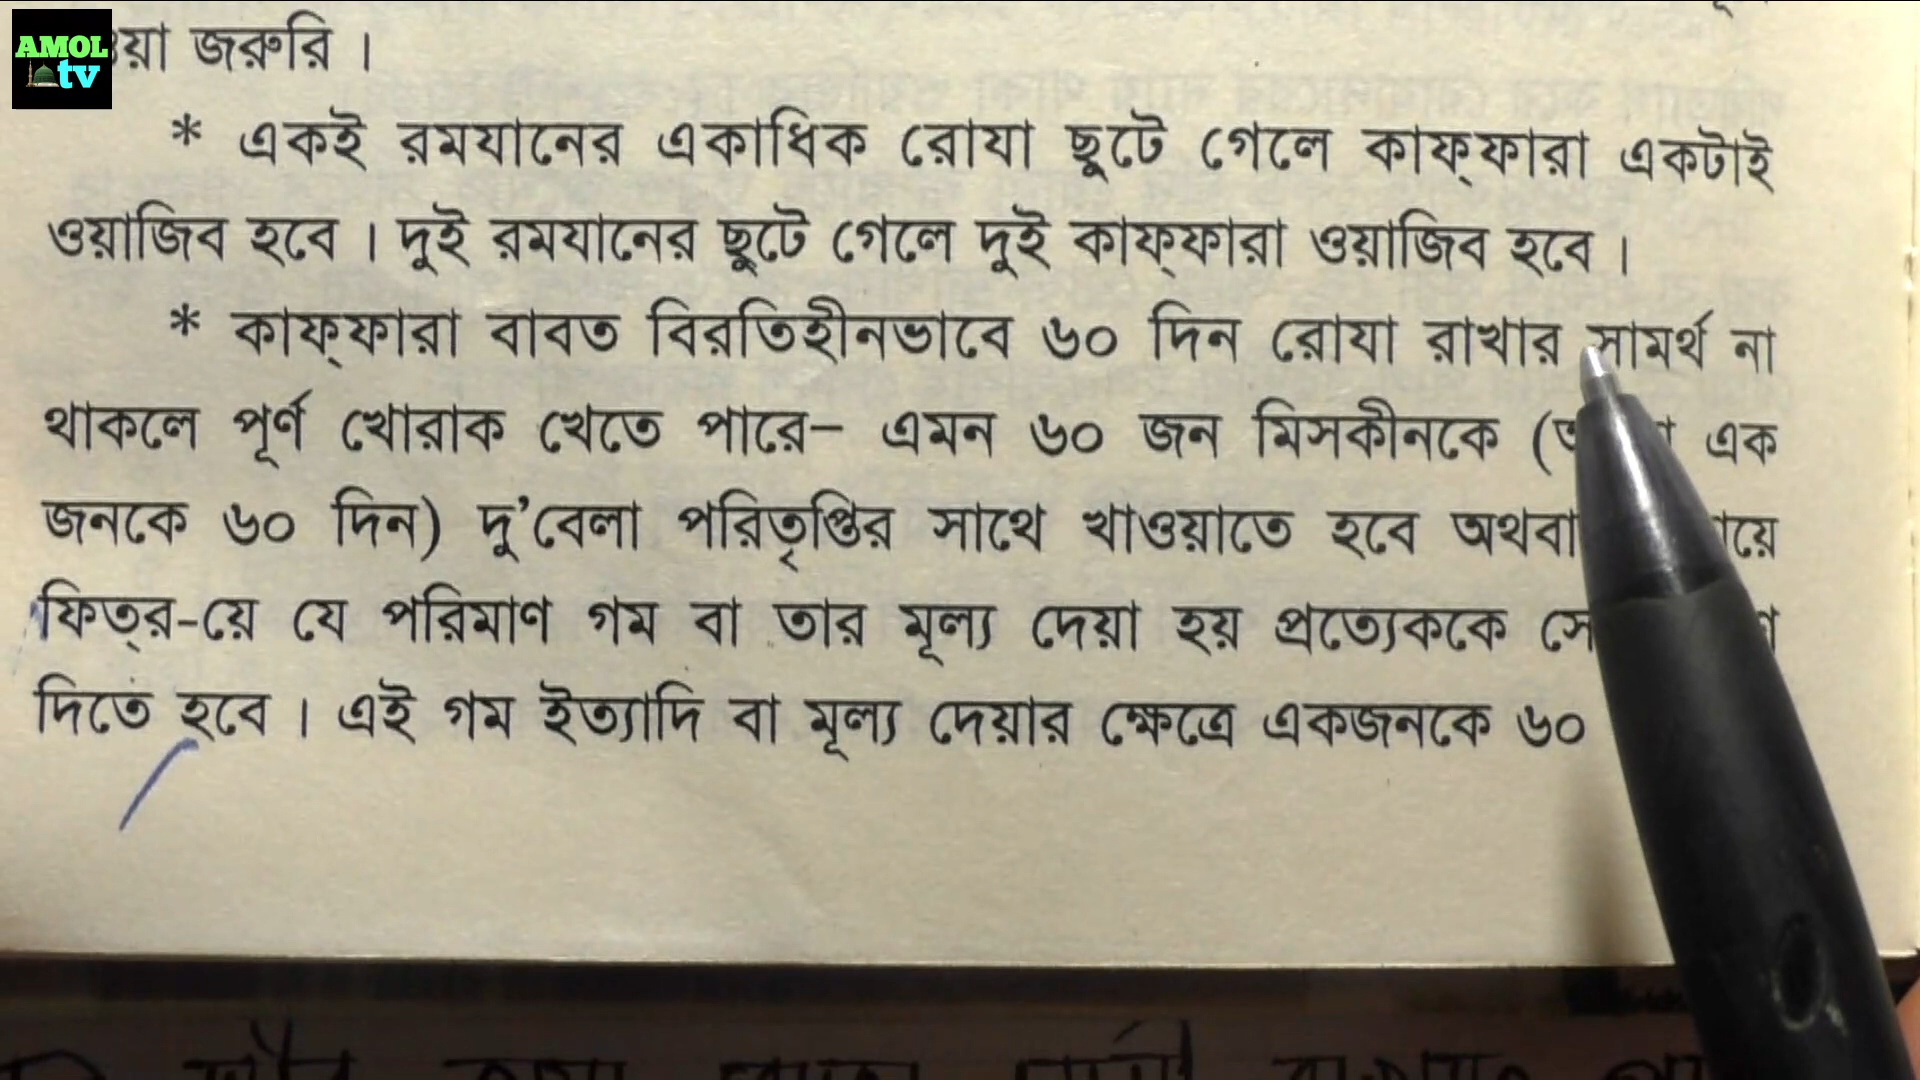 AMOL
tv
জরুরি ।
* একই রমযানের একাধিক রোযা ছুটে গেলে কাফ্ফারা একটাই
ওয়াজিব হবে । দুই রমযানের ছুটে গেলে দুই কাফ্ফারা ওয়াজিব হবে ।
* কাফ্ফারা বাবত বিরতিহীনভাবে ৬০ দিন রোযা রাখার সামর্থ না
থাকলে পূর্ণ খোরাক খেতে পারে– এমন ৬০ জন মিসকীনকে ( এক
জনকে ৬০ দিন) দু’বেলা পরিতৃপ্তির সাথে খাওয়াতে হবে অথবা
ফিত্র-য়ে যে পরিমাণ গম বা তার মূল্য দেয়া হয় প্রত্যেককে
দিতে হবে । এই গম ইত্যাদি বা মূল্য দেয়ার ক্ষেত্রে একজনকে ৬০